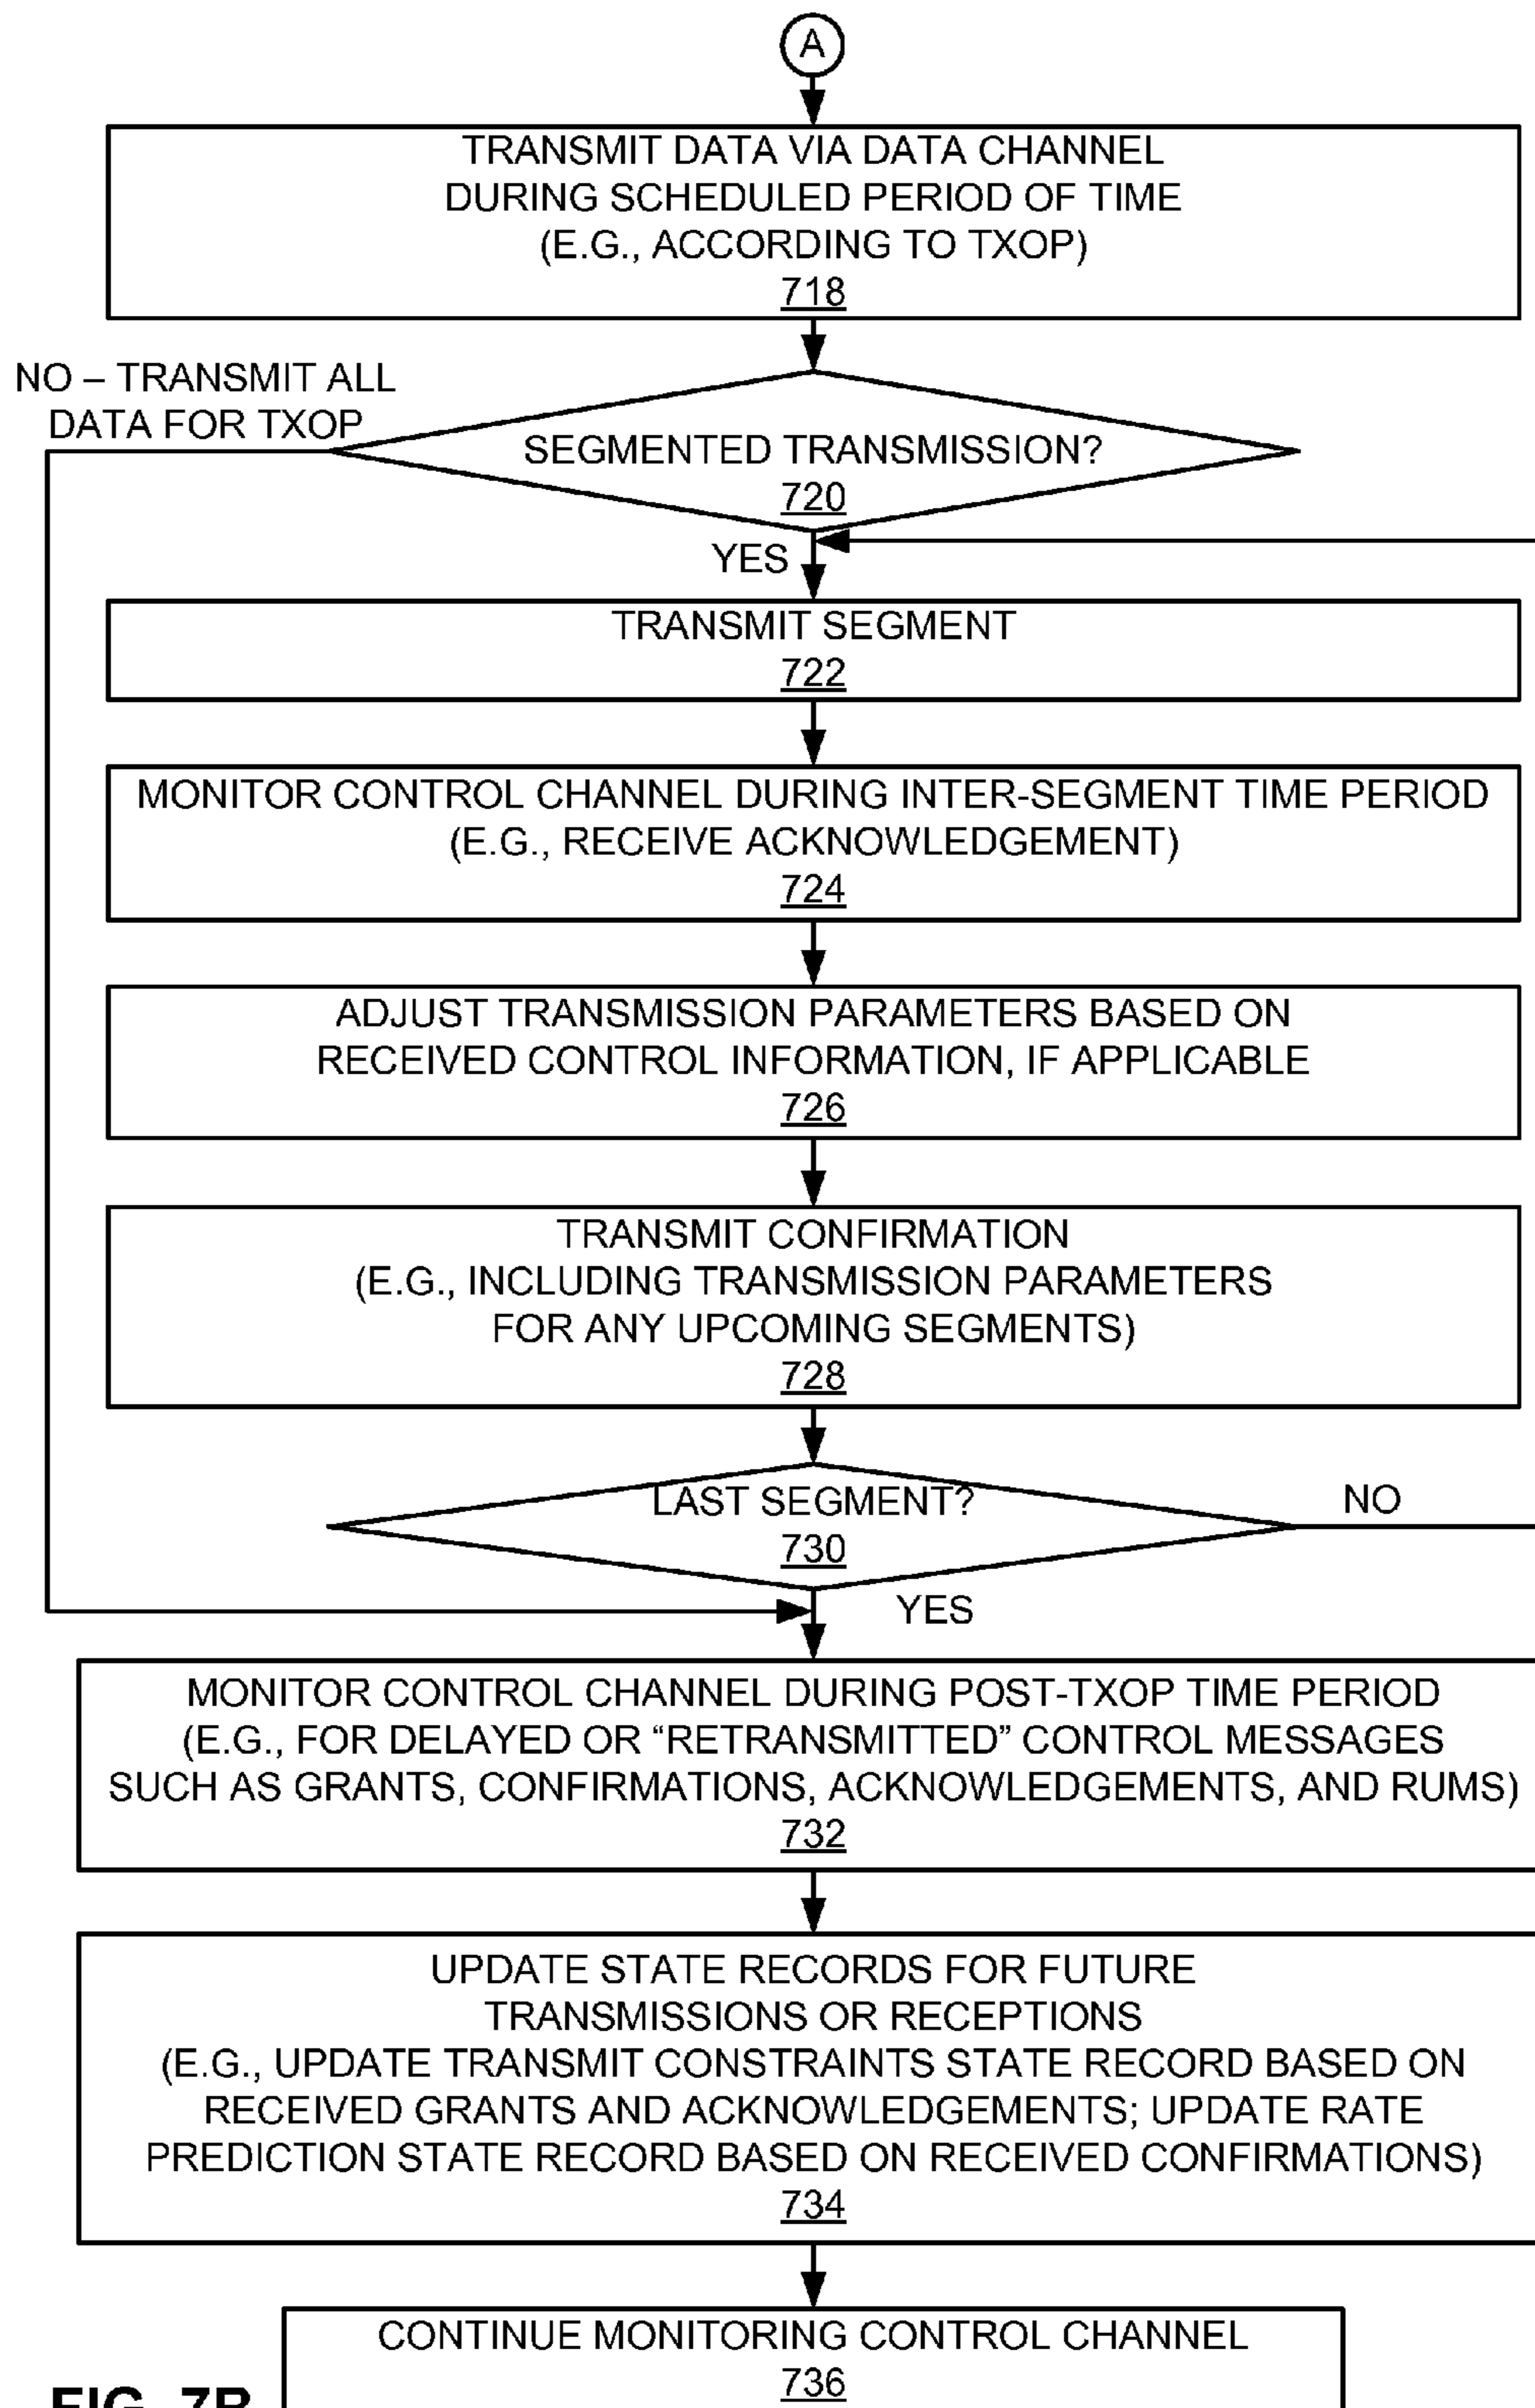 A
TRANSMIT DATA VIA DATA CHANNEL
DURING SCHEDULED PERIOD OF TIME
(E.G., ACCORDING TO TXOP)
718
NO – TRANSMIT ALL
DATA FOR TXOP
SEGMENTED TRANSMISSION?
720
YES
TRANSMIT SEGMENT
722
MONITOR CONTROL CHANNEL DURING INTER-SEGMENT TIME PERIOD
(E.G., RECEIVE ACKNOWLEDGEMENT)
724
ADJUST TRANSMISSION PARAMETERS BASED ON
RECEIVED CONTROL INFORMATION, IF APPLICABLE
726
TRANSMIT CONFIRMATION
(E.G., INCLUDING TRANSMISSION PARAMETERS
FOR ANY UPCOMING SEGMENTS)
728
LAST SEGMENT?
730
NO
YES
MONITOR CONTROL CHANNEL DURING POST-TXOP TIME PERIOD
(E.G., FOR DELAYED OR “RETRANSMITTED” CONTROL MESSAGES
SUCH AS GRANTS, CONFIRMATIONS, ACKNOWLEDGEMENTS, AND RUMS)
732
UPDATE STATE RECORDS FOR FUTURE
TRANSMISSIONS OR RECEPTIONS
(E.G., UPDATE TRANSMIT CONSTRAINTS STATE RECORD BASED ON
RECEIVED GRANTS AND ACKNOWLEDGEMENTS; UPDATE RATE
PREDICTION STATE RECORD BASED ON RECEIVED CONFIRMATIONS)
734
CONTINUE MONITORING CONTROL CHANNEL
736
FIG. 7B